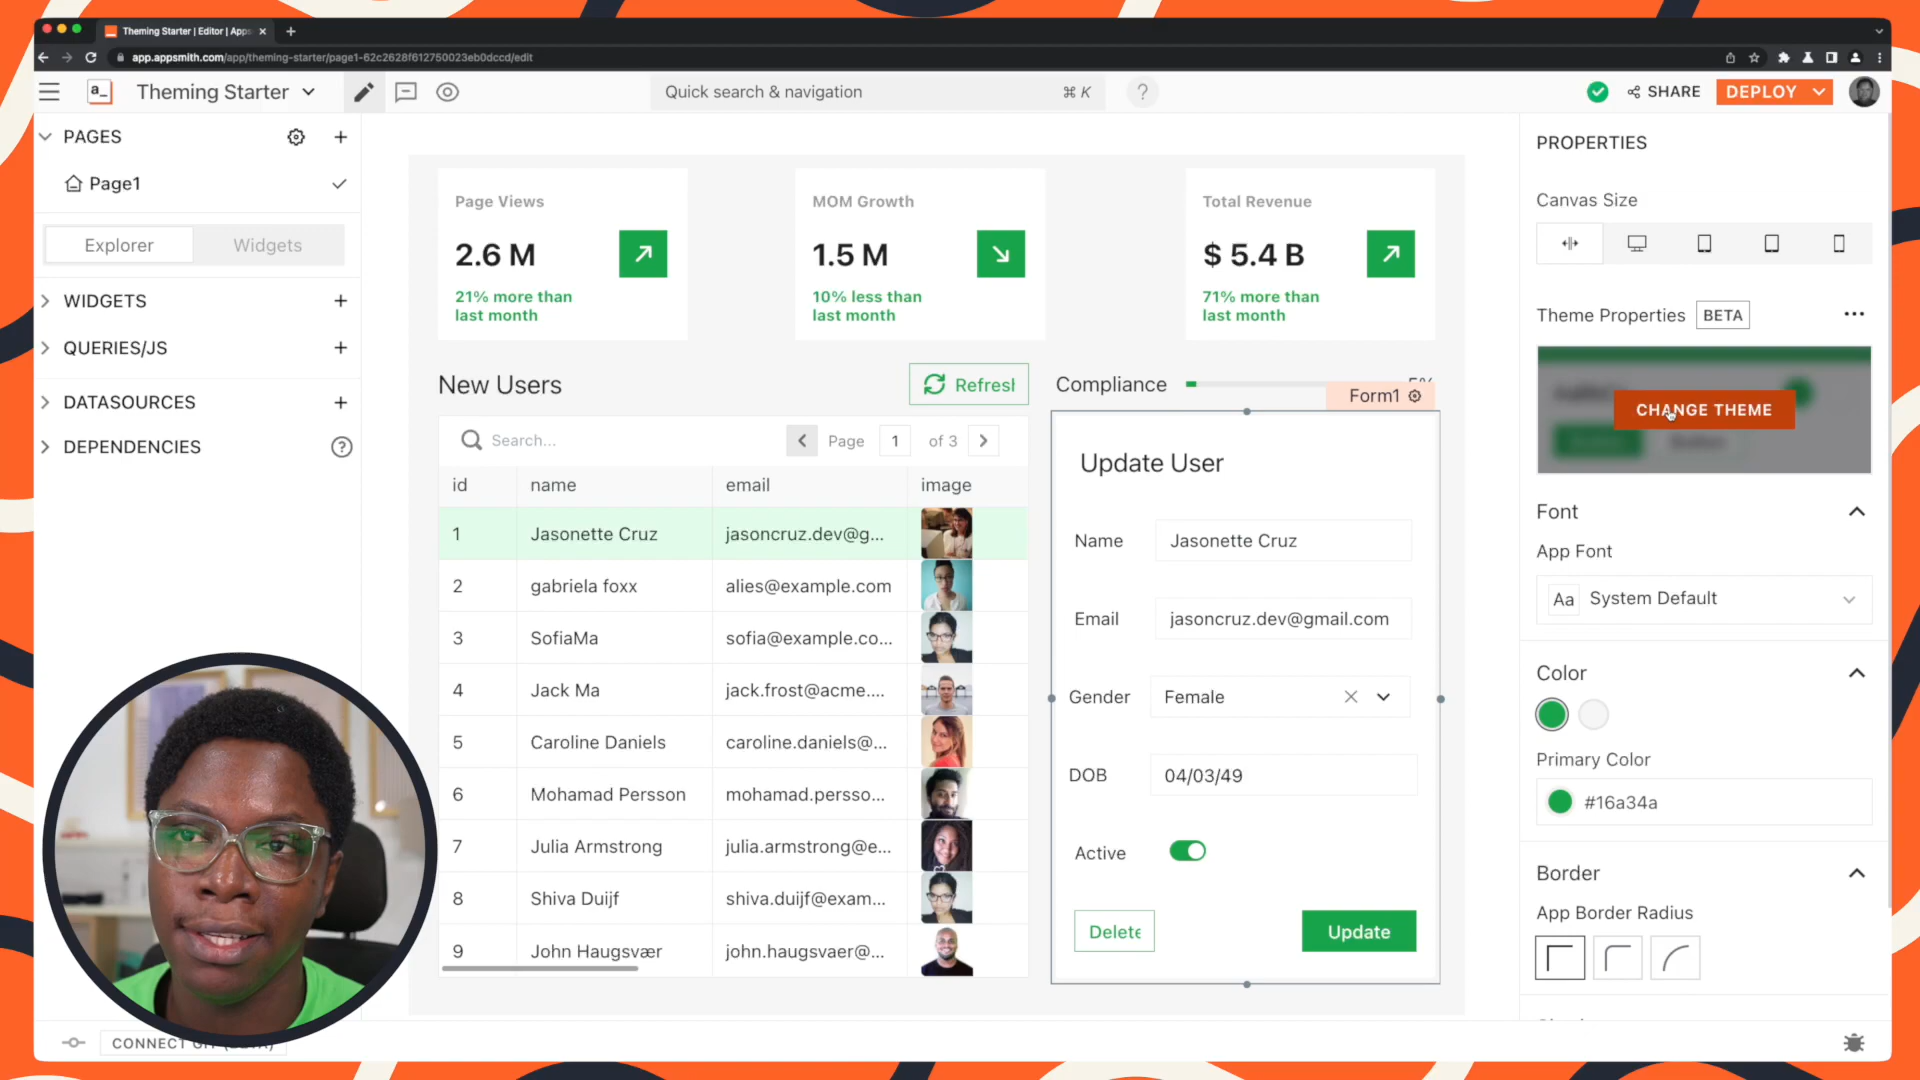 Theming Starter | Editor | Apps
app.appsmith.com/app/theming-starter/page1-62c2628f612750023eb0dccd/edit
a_
Theming Starter
Quick search & navigation
⌘ K
?
SHARE
DEPLOY
PAGES
Page1
Explorer
Widgets
WIDGETS
QUERIES/JS
DATASOURCES
DEPENDENCIES
?
CONNECT
Page Views
2.6 M
21% more than
last month
MOM Growth
1.5 M
10% less than
last month
Total Revenue
$ 5.4 B
71% more than
last month
New Users
Refresh
Search...
Page
1
of 3
id
name
email
image
1
Jasonette Cruz
jasoncruz.dev@g...
2
gabriela foxx
alies@example.com
3
SofiaMa
sofia@example.co...
4
Jack Ma
jack.frost@acme....
5
Caroline Daniels
caroline.daniels@...
6
Mohamad Persson
mohamad.persso...
7
Julia Armstrong
julia.armstrong@e...
8
Shiva Duijf
shiva.duijf@exam...
9
John Haugsvær
john.haugsvaer@...
Compliance
5%
Form1
Update User
Name
Jasonette Cruz
Email
jasoncruz.dev@gmail.com
Gender
Female
DOB
04/03/49
Active
Delete
Update
PROPERTIES
Canvas Size
Theme Properties
BETA
CHANGE THEME
Font
App Font
Aa
System Default
Color
Primary Color
#16a34a
Border
App Border Radius